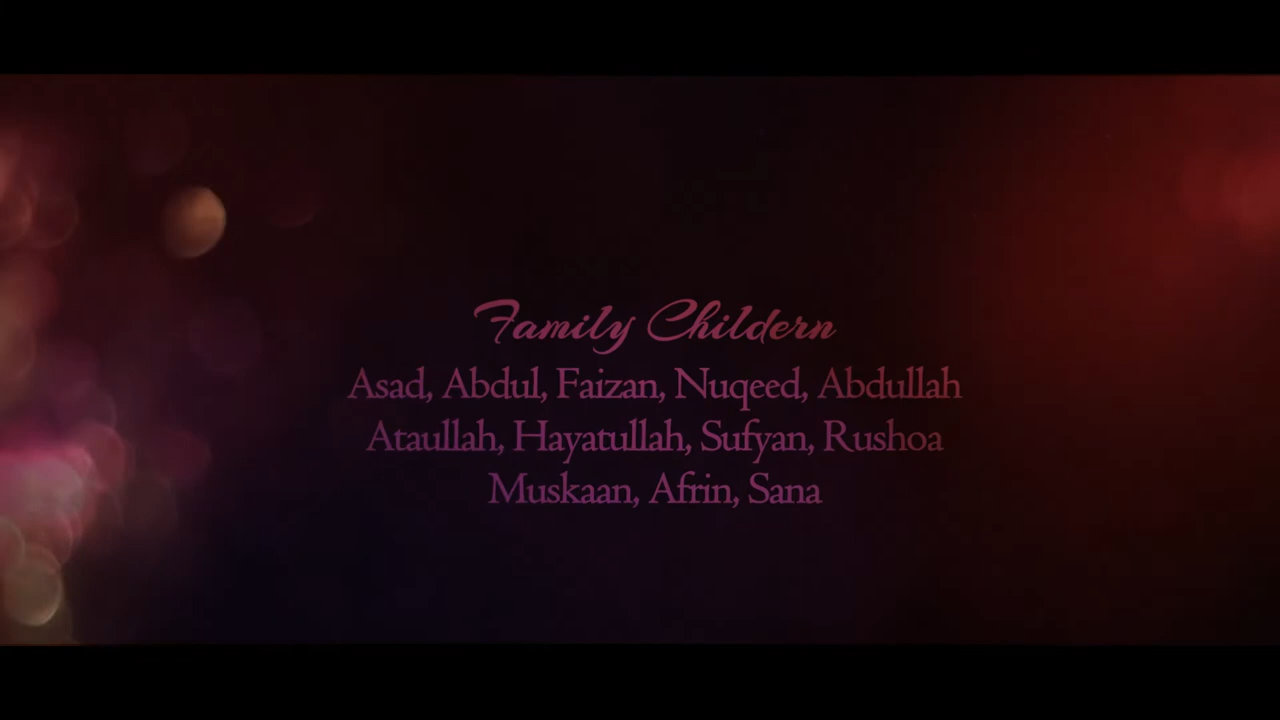 Family Childern
Asad, Abdul, Faizan, Nuqeed, Abdullah
Ataullah, Hayatullah, Sufyan, Rushoa
Muskaan, Afrin, Sana